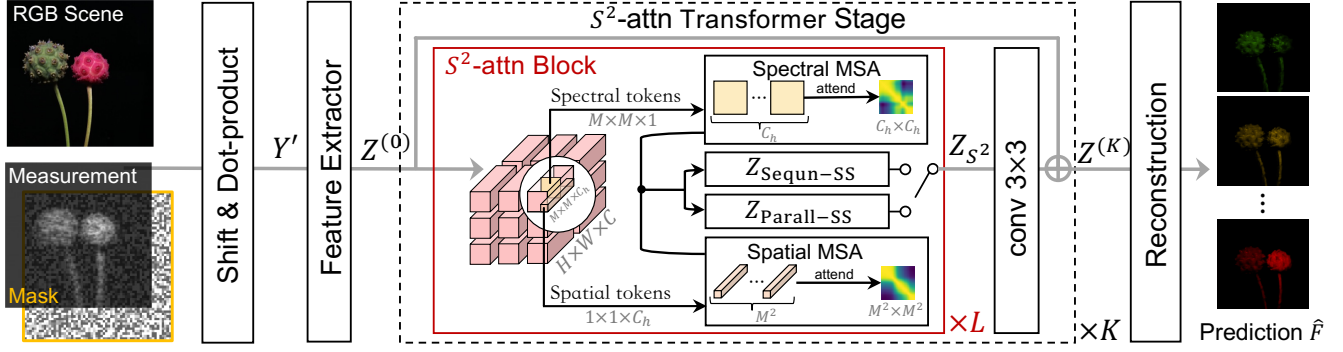 RGB Scene
Measurement
Mask
Shift & Dot-product
Y′
Feature Extractor
Z^(0)
S²-attn Transformer Stage
S²-attn Block
Spectral tokens
M×M×1
M×M×C_h
H×W×C
Spatial tokens
1×1×C_h
Spectral MSA
...
attend
C_h
C_h×C_h
Z_Sequn-SS
Z_Parall-SS
Spatial MSA
...
attend
M²
M²×M²
×L
Z_S²
conv 3×3
×K
Z^(K)
Reconstruction
...
Prediction F̂